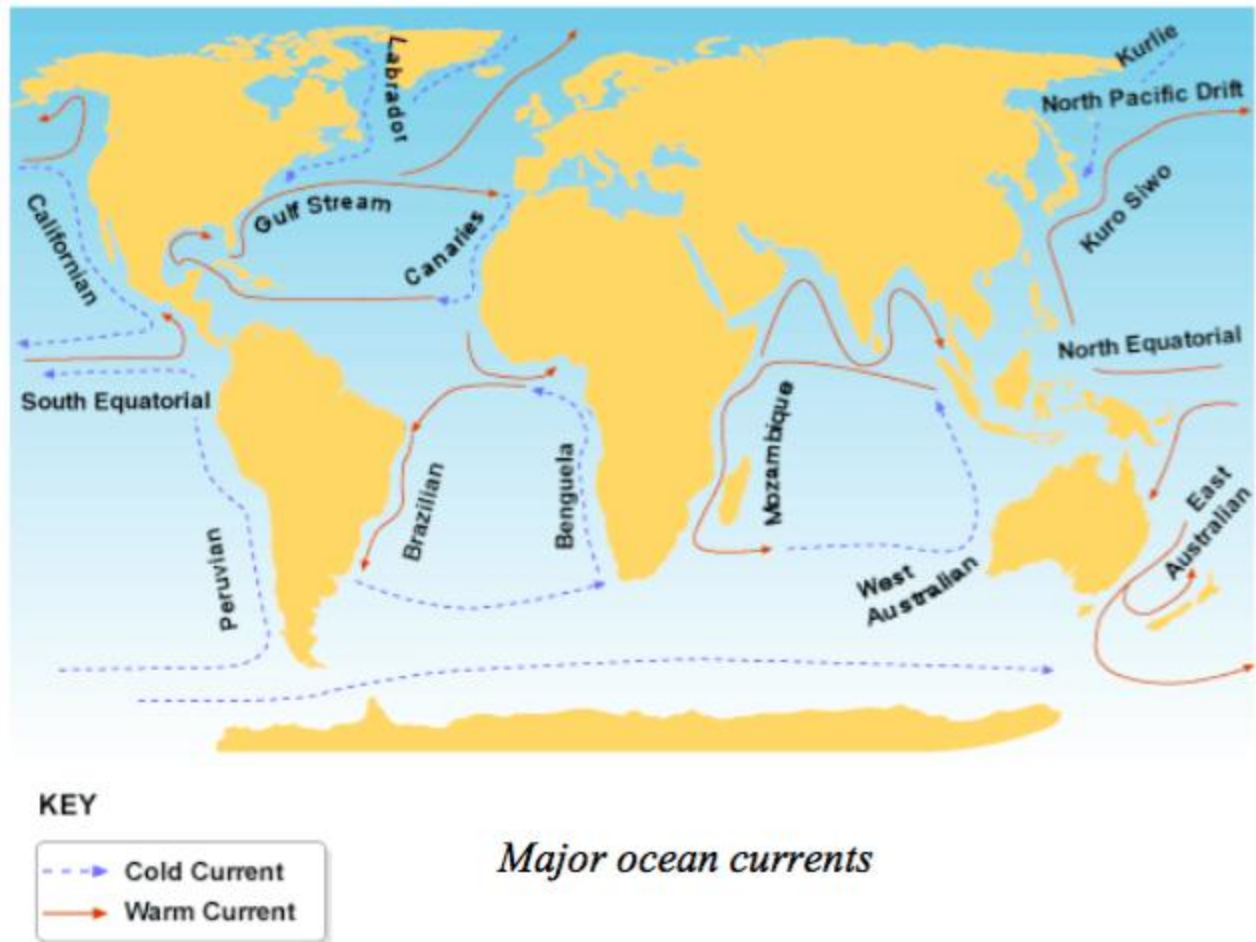 Labrador
Kurlie
North Pacific Drift
Californian
Gulf Stream
Canaries
Kuro Siwo
North Equatorial
South Equatorial
Mozambique
Brazilian
Benguela
Peruvian
East
Australian
West
Australian
KEY
Cold Current
Warm Current
Major ocean currents